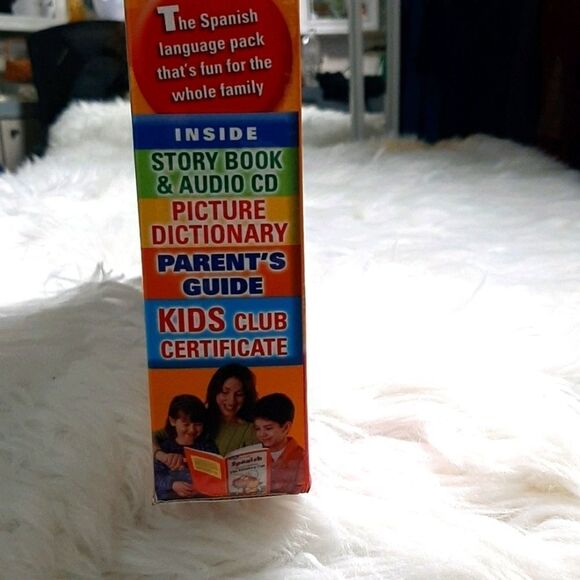 The Spanish
language pack
that's fun for the
whole family
INSIDE
STORY BOOK
& AUDIO CD
PICTURE
DICTIONARY
PARENT'S
GUIDE
KIDS CLUB
CERTIFICATE
Spanish